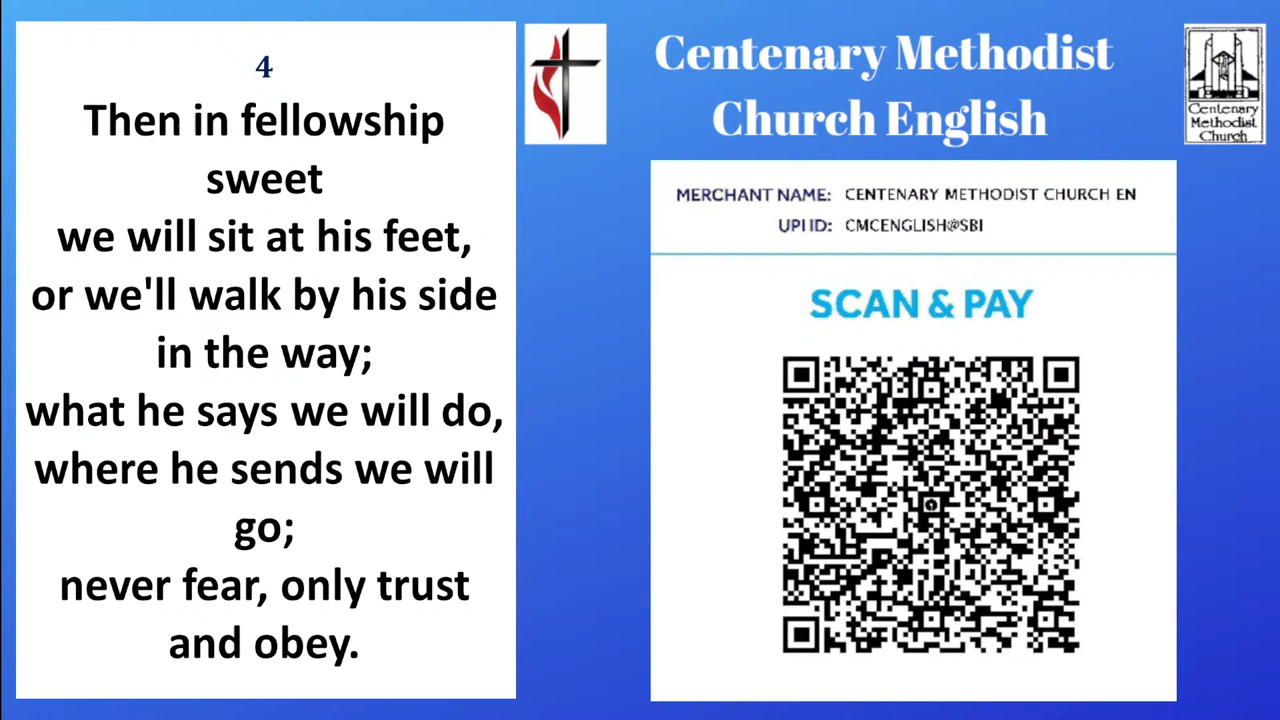 4
Then in fellowship
sweet
we will sit at his feet,
or we'll walk by his side
in the way;
what he says we will do,
where he sends we will
go;
never fear, only trust
and obey.
Centenary Methodist
Church English
Centenary
Methodist
Church
MERCHANT NAME: CENTENARY METHODIST CHURCH EN
UPI ID: CMCENGLISH@SBI
SCAN & PAY